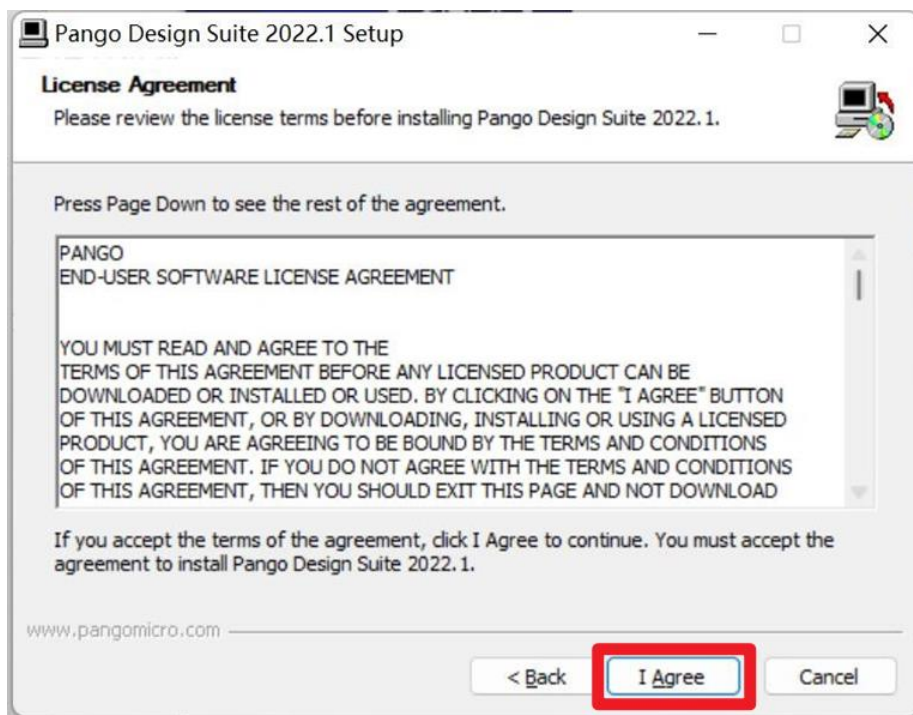 Pango Design Suite 2022.1 Setup
License Agreement
Please review the license terms before installing Pango Design Suite 2022.1.
Press Page Down to see the rest of the agreement.
PANGO
END-USER SOFTWARE LICENSE AGREEMENT
YOU MUST READ AND AGREE TO THE
TERMS OF THIS AGREEMENT BEFORE ANY LICENSED PRODUCT CAN BE
DOWNLOADED OR INSTALLED OR USED. BY CLICKING ON THE "I AGREE" BUTTON
OF THIS AGREEMENT, OR BY DOWNLOADING, INSTALLING OR USING A LICENSED
PRODUCT, YOU ARE AGREEING TO BE BOUND BY THE TERMS AND CONDITIONS
OF THIS AGREEMENT. IF YOU DO NOT AGREE WITH THE TERMS AND CONDITIONS
OF THIS AGREEMENT, THEN YOU SHOULD EXIT THIS PAGE AND NOT DOWNLOAD
If you accept the terms of the agreement, click I Agree to continue. You must accept the
agreement to install Pango Design Suite 2022.1.
www.pangomicro.com
< Back I Agree Cancel